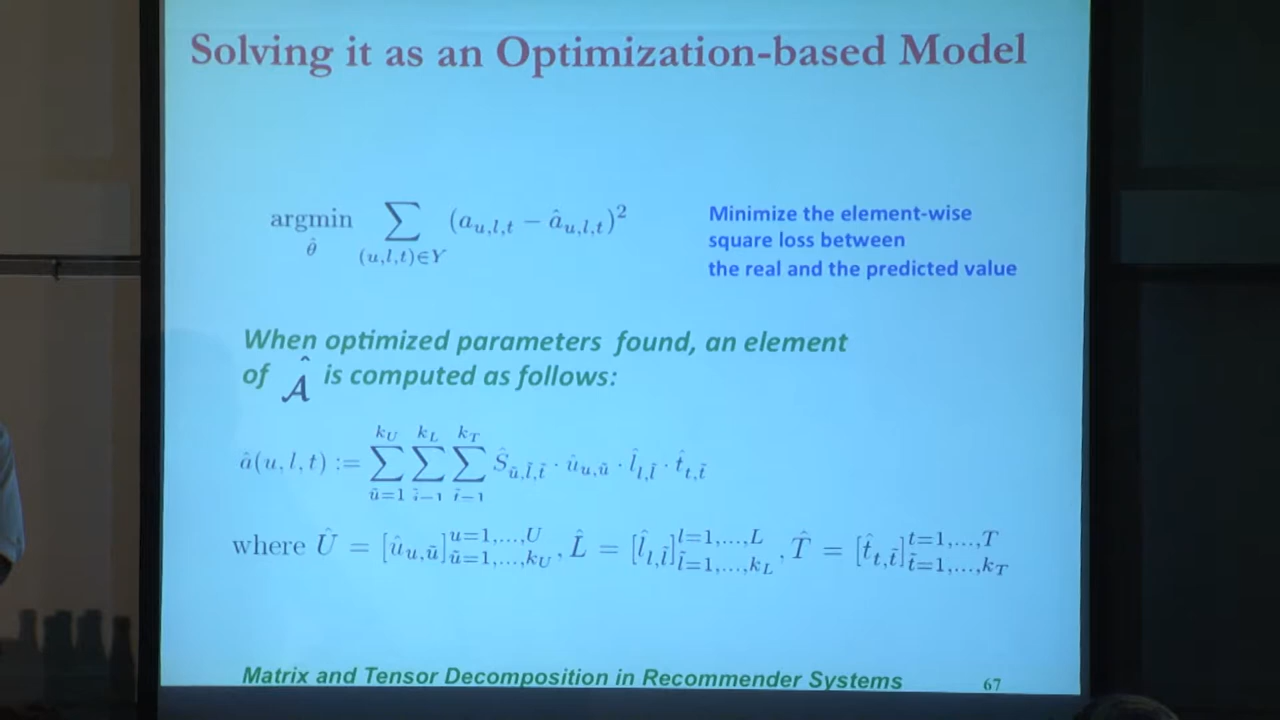 Solving it as an Optimization-based Model
argmin_{θ̂} ∑_{(u,l,t)∈Y} (a_{u,l,t} − â_{u,l,t})²
Minimize the element-wise
square loss between
the real and the predicted value
When optimized parameters found, an element
of 𝒜̂ is computed as follows:
â(u, l, t) := ∑_{ũ=1}^{k_U} ∑_{l̃=1}^{k_L} ∑_{t̃=1}^{k_T} Ŝ_{ũ,l̃,t̃} · û_{u,ũ} · l̂_{l,l̃} · t̂_{t,t̃}
where Û = [û_{u,ũ}]_{ũ=1,...,k_U}^{u=1,...,U}, L̂ = [l̂_{l,l̃}]_{l̃=1,...,k_L}^{l=1,...,L}, T̂ = [t̂_{t,t̃}]_{t̃=1,...,k_T}^{t=1,...,T}
Matrix and Tensor Decomposition in Recommender Systems 67